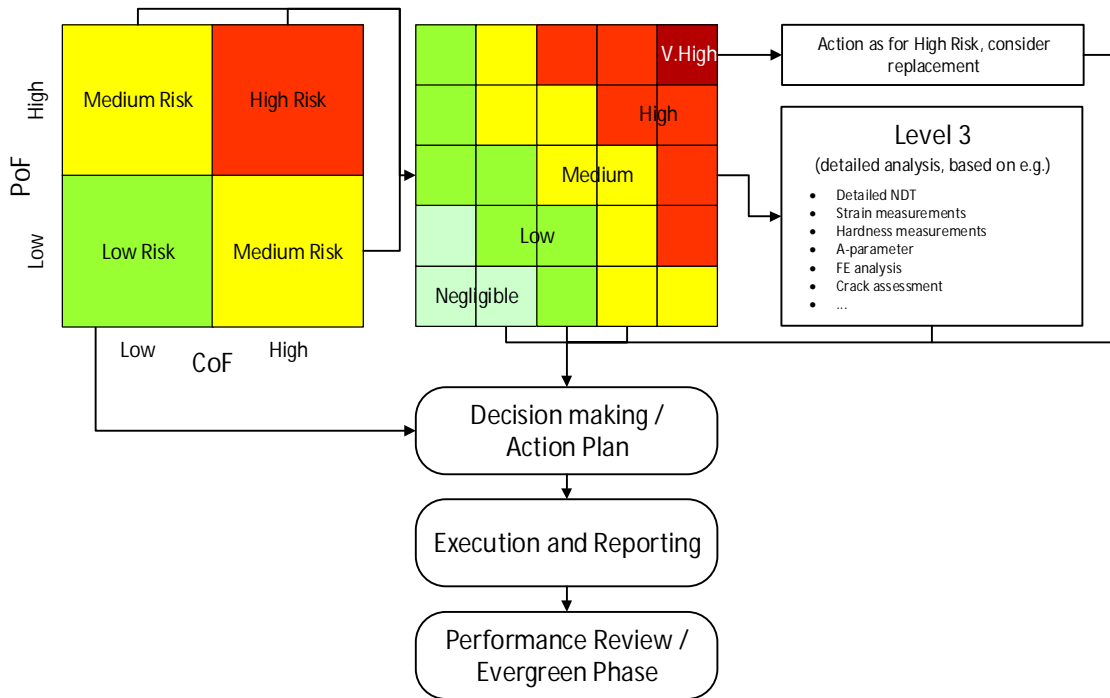 Medium Risk
High Risk
Low Risk
Medium Risk
High
Low
PoF
Low
High
CoF
V.High
High
Medium
Low
Negligible
Action as for High Risk, consider
replacement
Level 3
(detailed analysis, based on e.g.)
• Detailed NDT
• Strain measurements
• Hardness measurements
• A-parameter
• FE analysis
• Crack assessment
• ...
Decision making /
Action Plan
Execution and Reporting
Performance Review /
Evergreen Phase